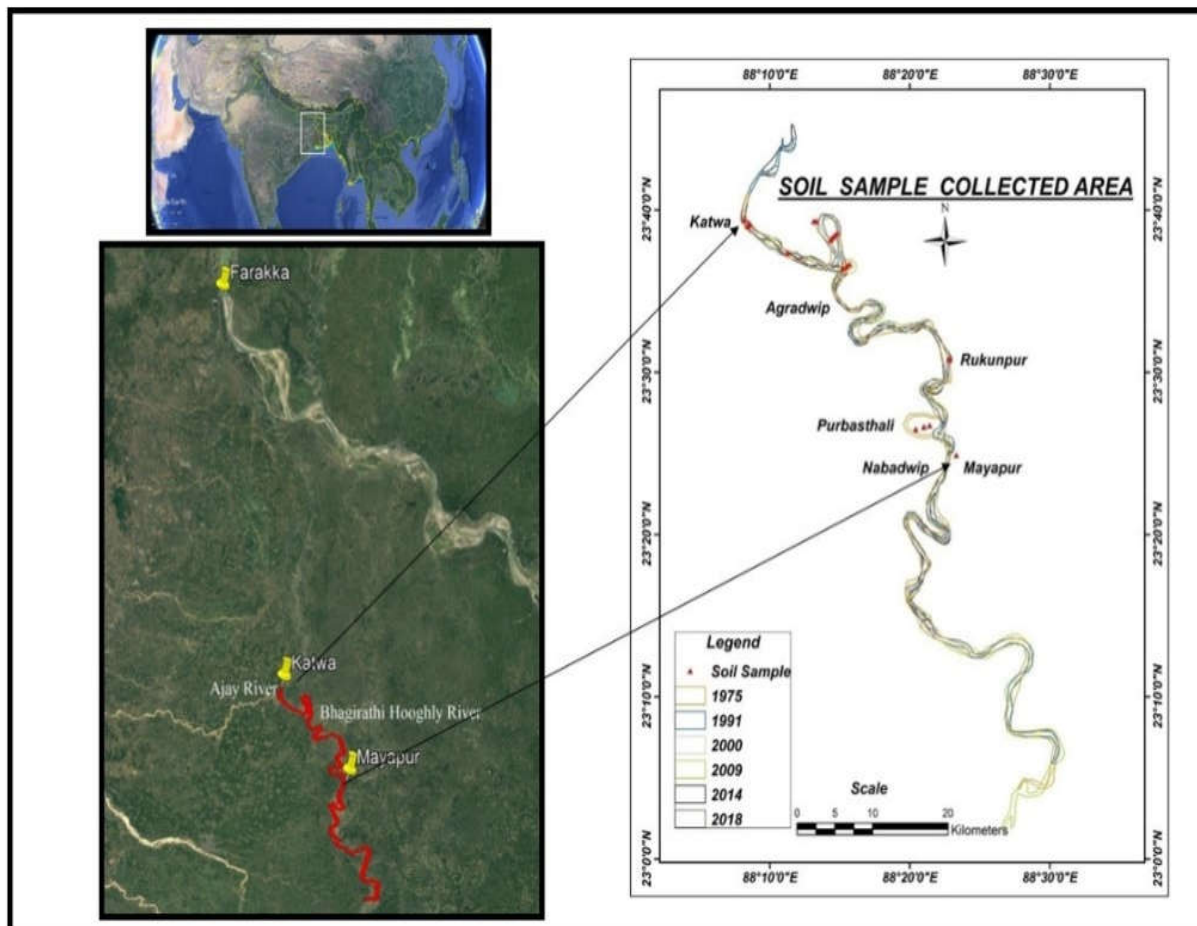 Farakka
Katwa
Ajay River
Bhagirathi Hooghly River
Mayapur
88°10'0"E
88°20'0"E
88°30'0"E
SOIL SAMPLE COLLECTED AREA
N
23°40'0"N
23°40'0"N
Katwa
Agradwip
Rukunpur
23°30'0"N
23°30'0"N
Purbasthali
Nabadwip
Mayapur
23°20'0"N
23°20'0"N
Legend
Soil Sample
1975
1991
2000
2009
2014
2018
23°10'0"N
23°10'0"N
Scale
0 5 10 20
Kilometers
23°0'0"N
23°0'0"N
88°10'0"E
88°20'0"E
88°30'0"E